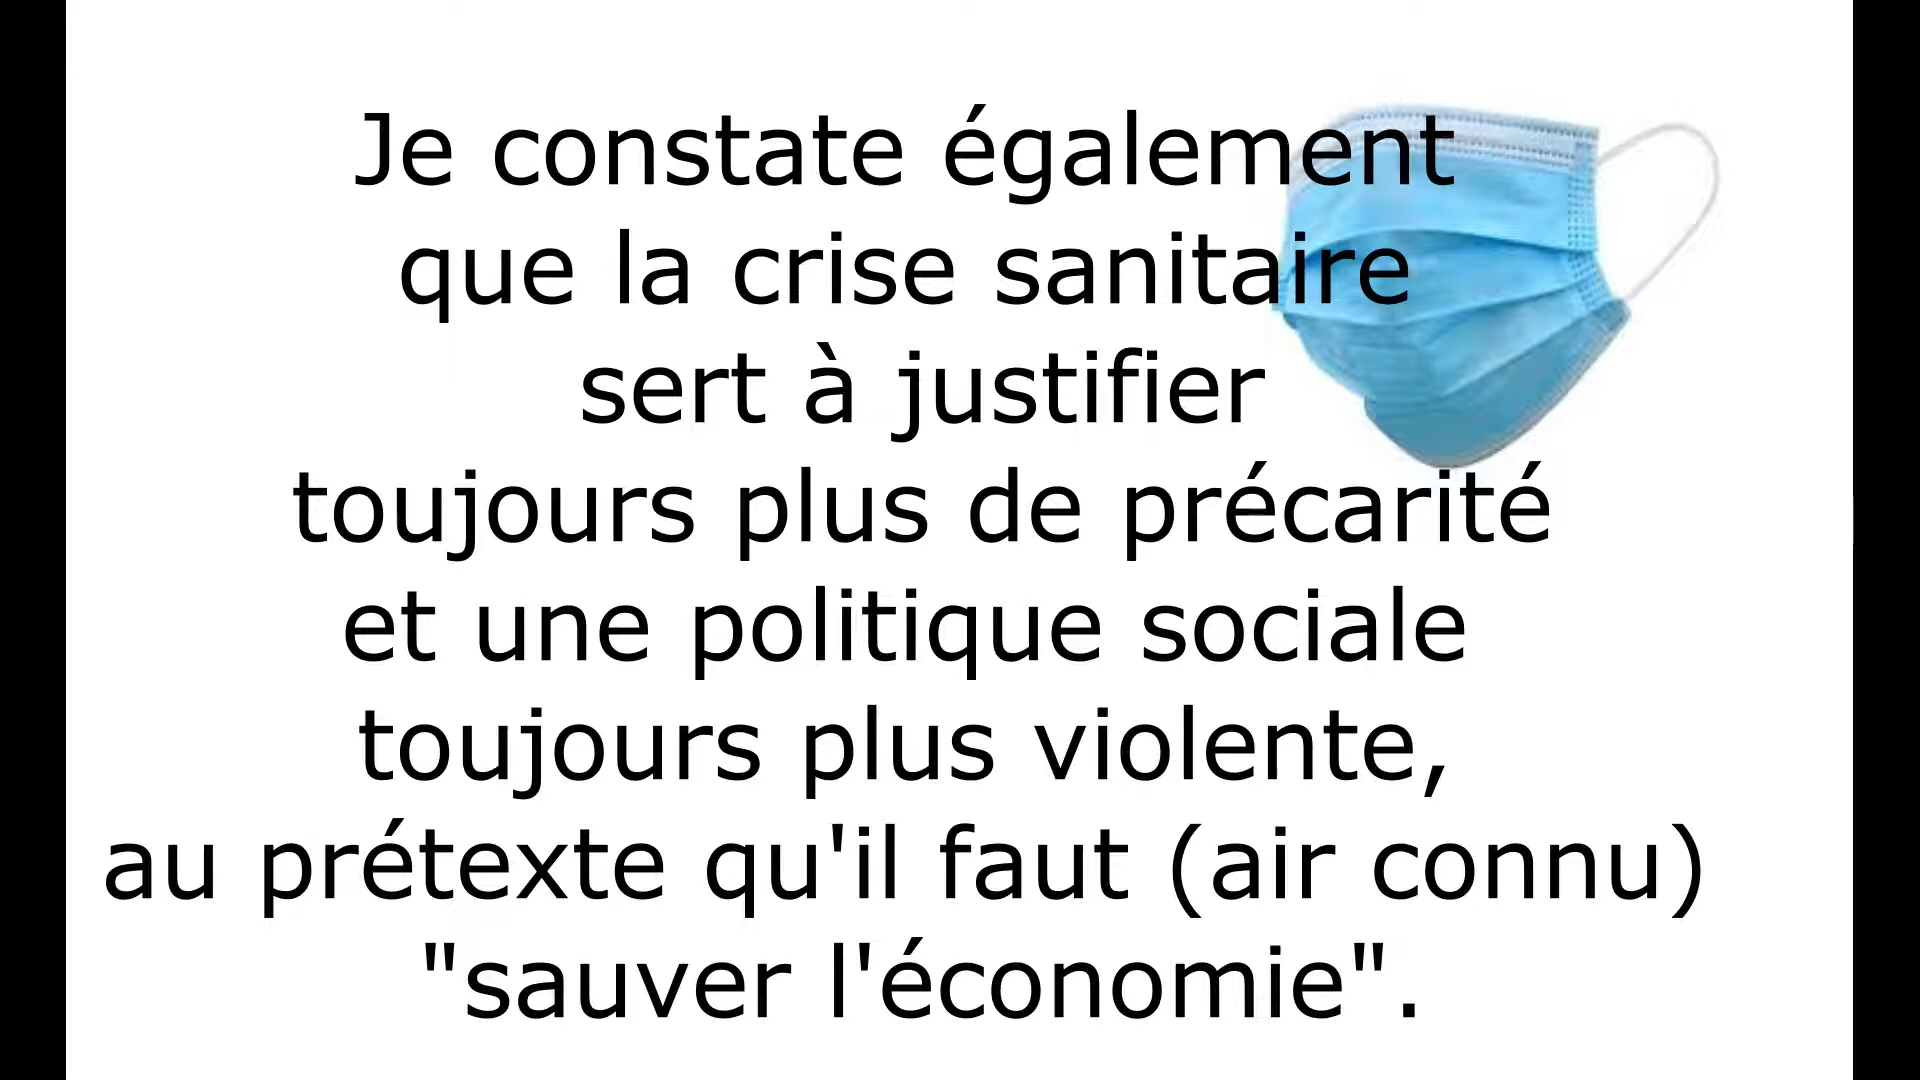 Je constate également
que la crise sanitaire
sert à justifier
toujours plus de précarité
et une politique sociale
toujours plus violente,
au prétexte qu'il faut (air connu)
"sauver l'économie".